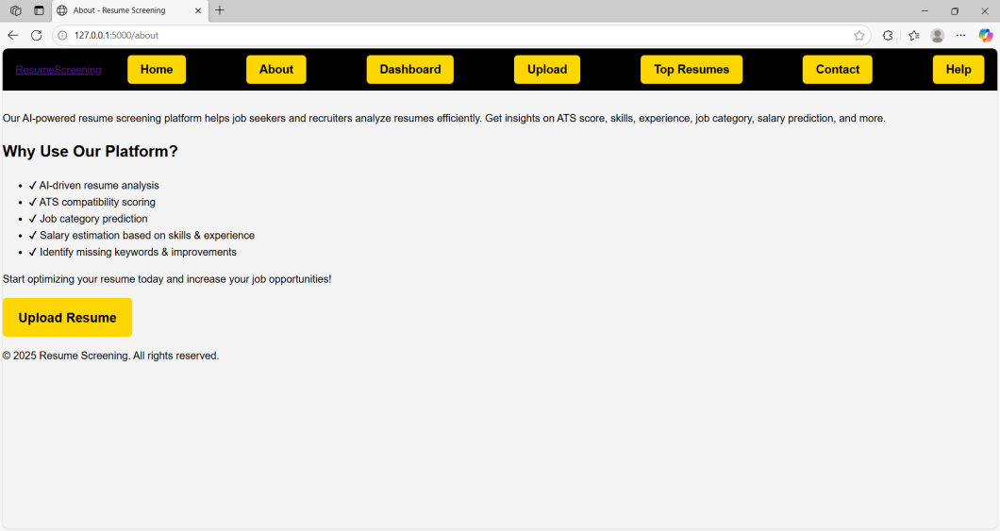 About - Resume Screening
127.0.0.1:5000/about
ResumeScreening Home About Dashboard Upload Top Resumes Contact Help
Our AI-powered resume screening platform helps job seekers and recruiters analyze resumes efficiently. Get insights on ATS score, skills, experience, job category, salary prediction, and more.
Why Use Our Platform?
• ✔ AI-driven resume analysis
• ✔ ATS compatibility scoring
• ✔ Job category prediction
• ✔ Salary estimation based on skills & experience
• ✔ Identify missing keywords & improvements
Start optimizing your resume today and increase your job opportunities!
Upload Resume
© 2025 Resume Screening. All rights reserved.